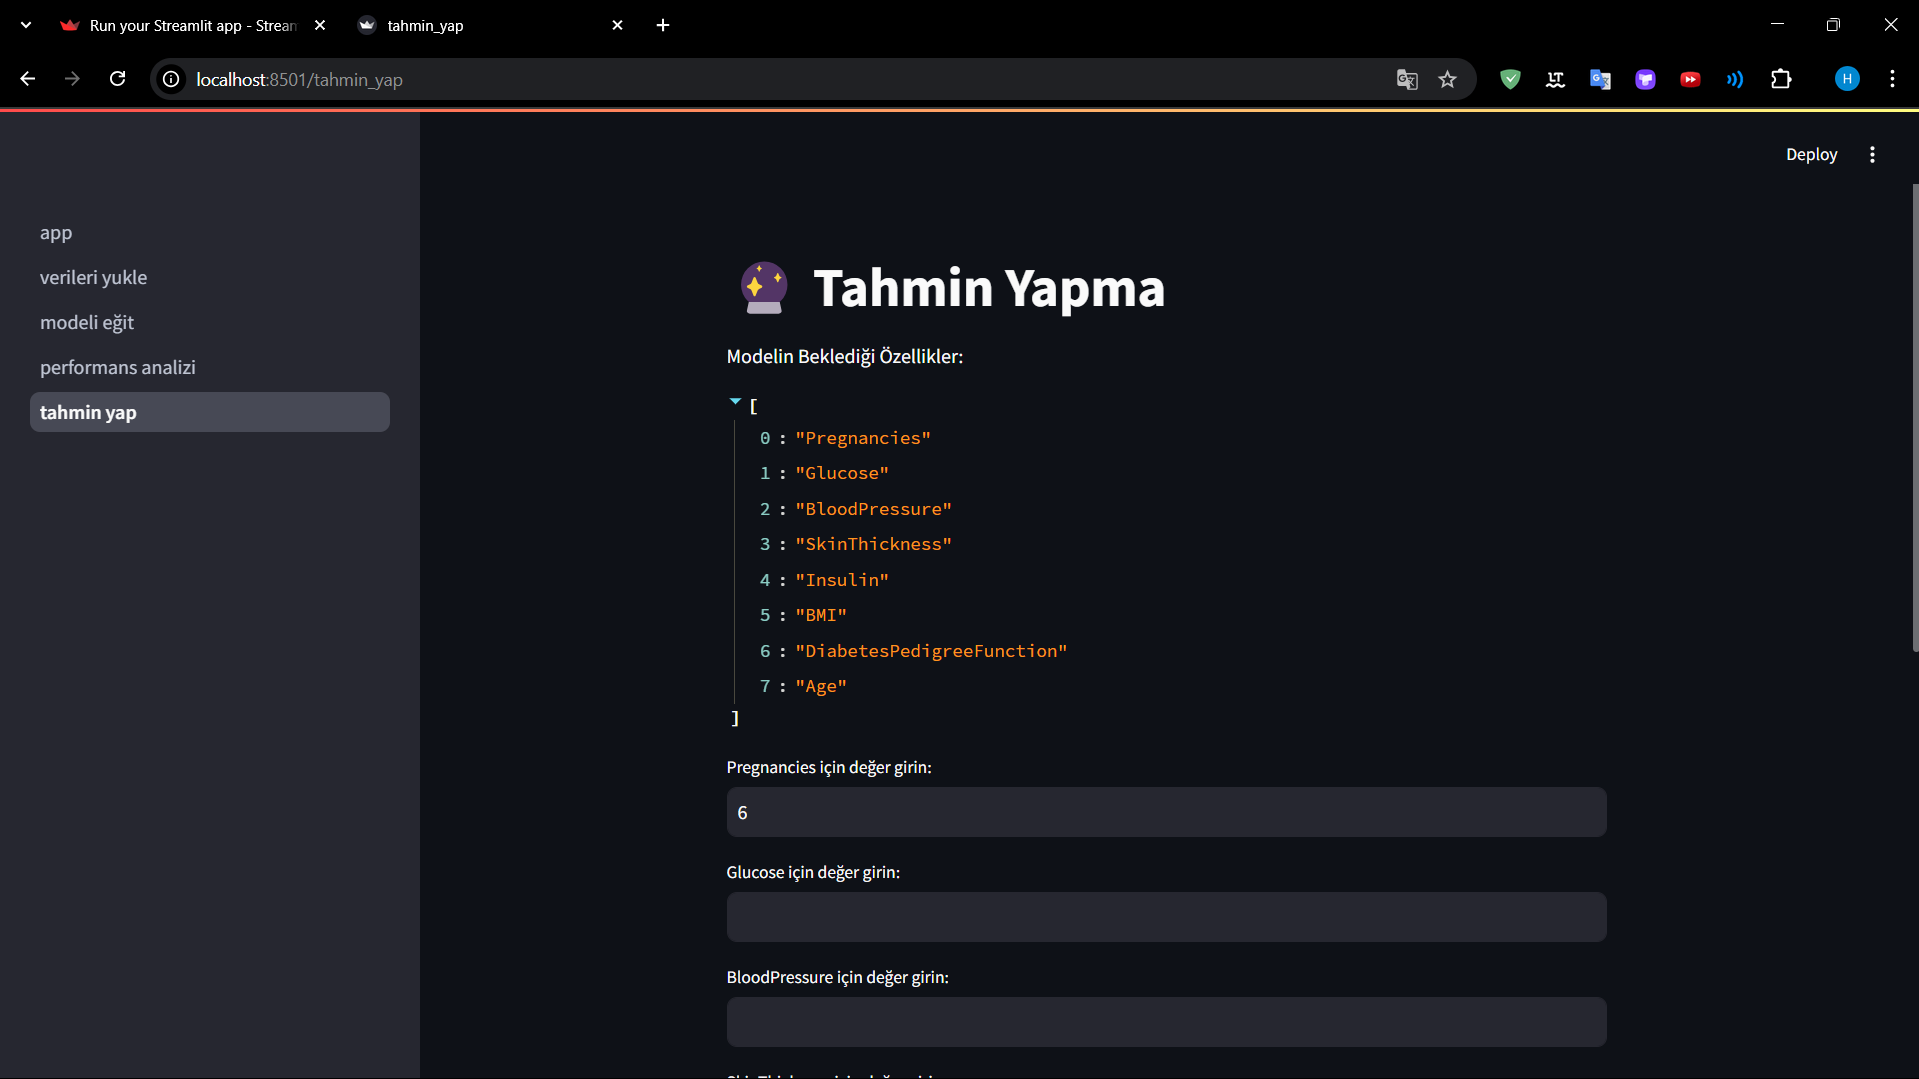 Run your Streamlit app - Stream
tahmin_yap
localhost:8501/tahmin_yap
H
Deploy
app
verileri yukle
modeli eğit
performans analizi
tahmin yap
Tahmin Yapma
Modelin Beklediği Özellikler:
[
0 : "Pregnancies"
1 : "Glucose"
2 : "BloodPressure"
3 : "SkinThickness"
4 : "Insulin"
5 : "BMI"
6 : "DiabetesPedigreeFunction"
7 : "Age"
]
Pregnancies için değer girin:
6
Glucose için değer girin:
BloodPressure için değer girin: